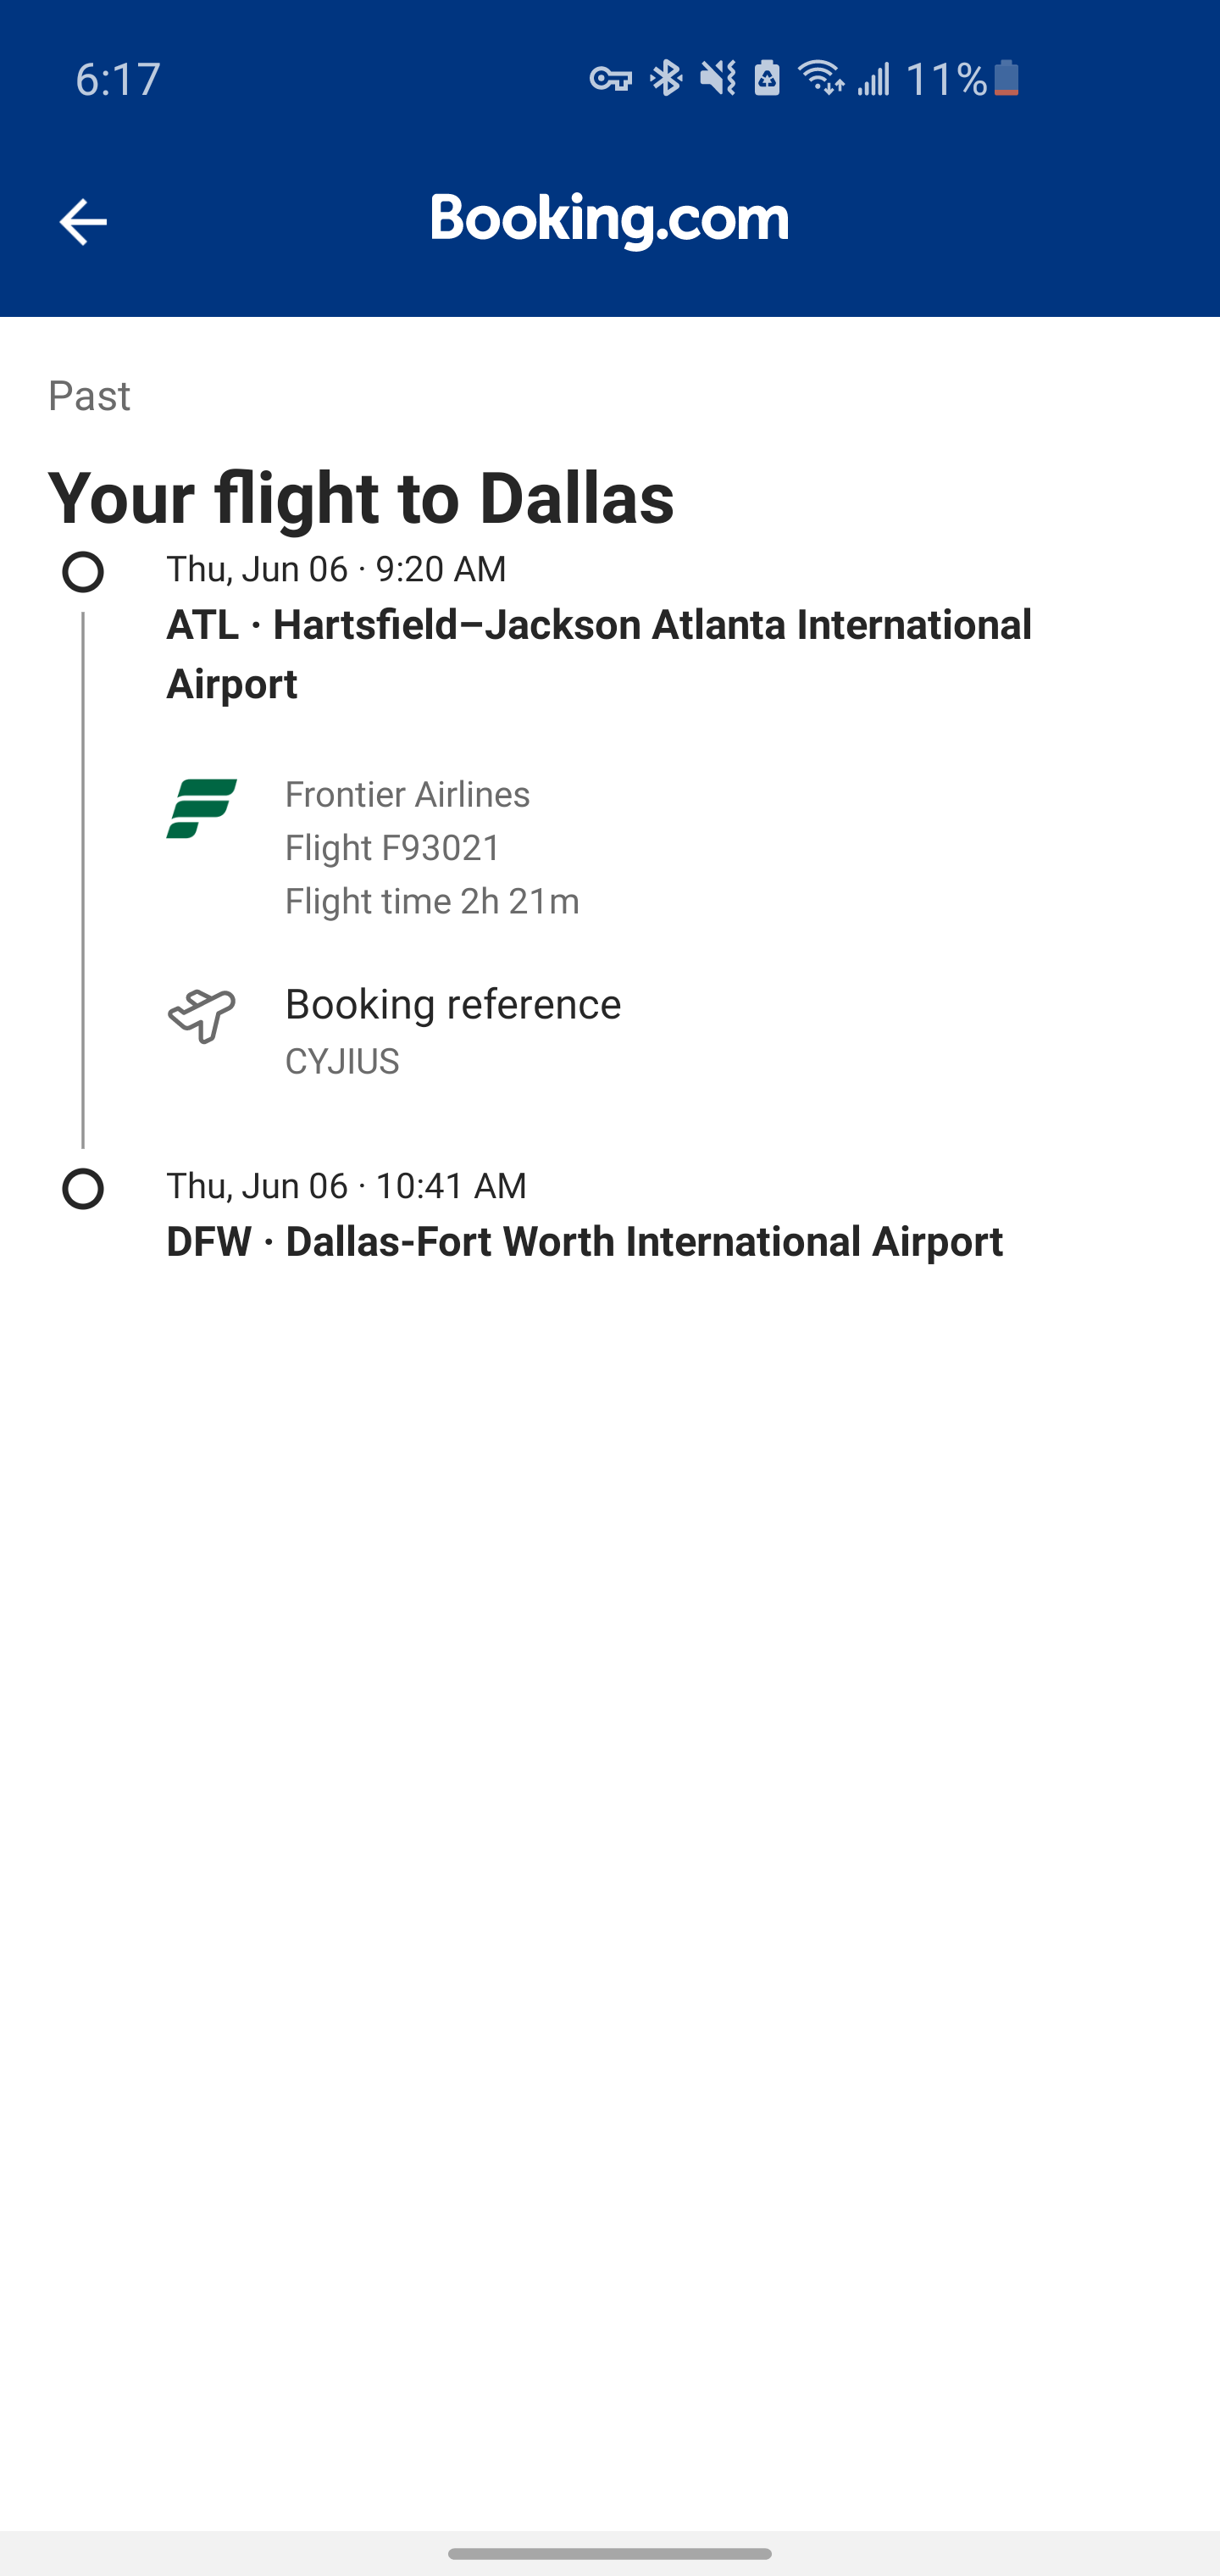 6:17
11%
Booking.com
Past
Your flight to Dallas
Thu, Jun 06 · 9:20 AM
ATL · Hartsfield–Jackson Atlanta International
Airport
Frontier Airlines
Flight F93021
Flight time 2h 21m
Booking reference
CYJIUS
Thu, Jun 06 · 10:41 AM
DFW · Dallas-Fort Worth International Airport